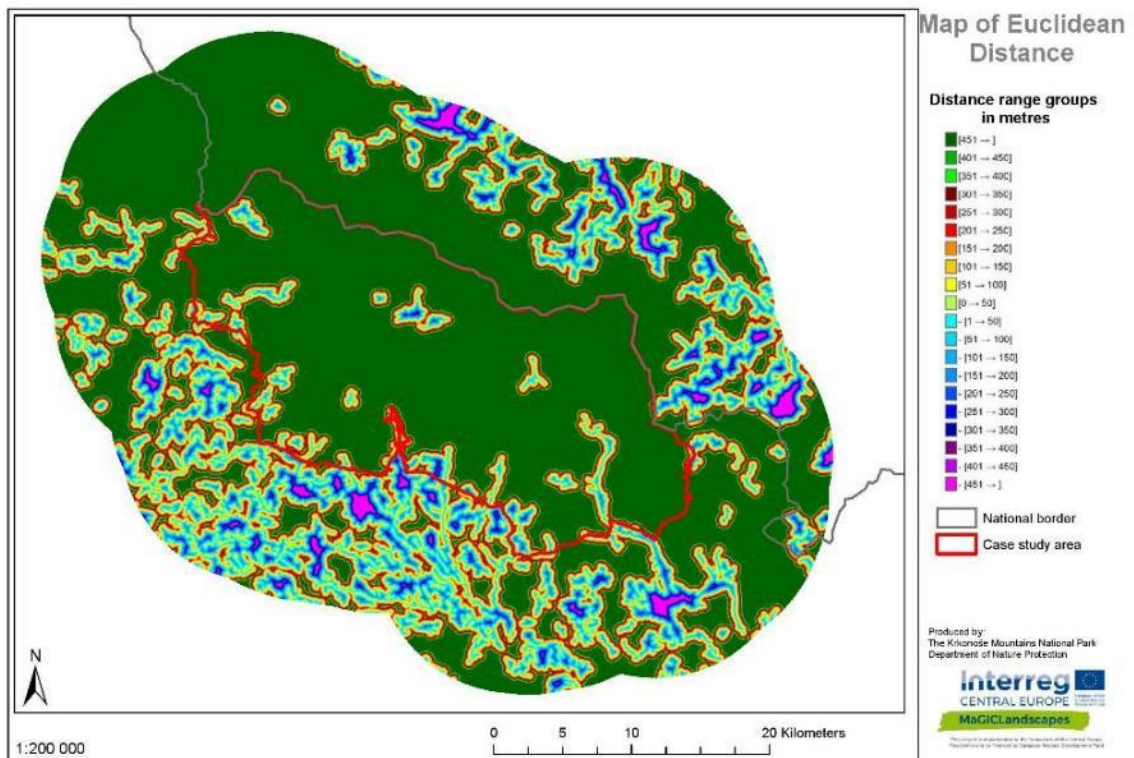 Map of Euclidean
Distance
Distance range groups
in metres
[451 → ]
[401 → 450]
[351 → 400]
[301 → 350]
[251 → 300]
[201 → 250]
[151 → 200]
[101 → 150]
[51 → 100]
[0 → 50]
- [1 → 50]
- [51 → 100]
- [101 → 150]
- [151 → 200]
- [201 → 250]
- [251 → 300]
- [301 → 350]
- [351 → 400]
- [401 → 450]
- [451 → ]
National border
Case study area
Produced by:
The Krkonoše Mountains National Park
Department of Nature Protection
Interreg
CENTRAL EUROPE
MaGICLandscapes
N
1:200 000
0 5 10 20 Kilometers